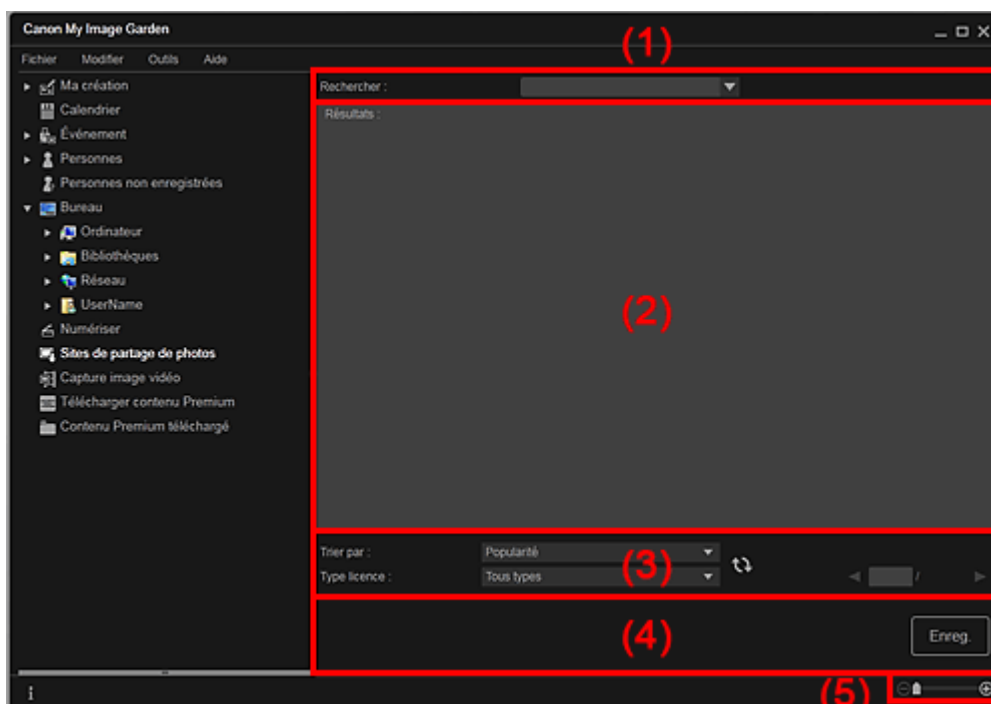 Canon My Image Garden
Fichier Modifier Outils Aide
(1)
Ma création
Calendrier
Événement
Personnes
Personnes non enregistrées
Bureau
Ordinateur
Bibliothèques
Réseau
UserName
Numériser
Sites de partage de photos
Capture image vidéo
Télécharger contenu Premium
Contenu Premium téléchargé
Rechercher :
Résultats :
(2)
Trier par : Popularité
Type licence : Tous types
(3)
/
(4)
Enreg.
(5)
i